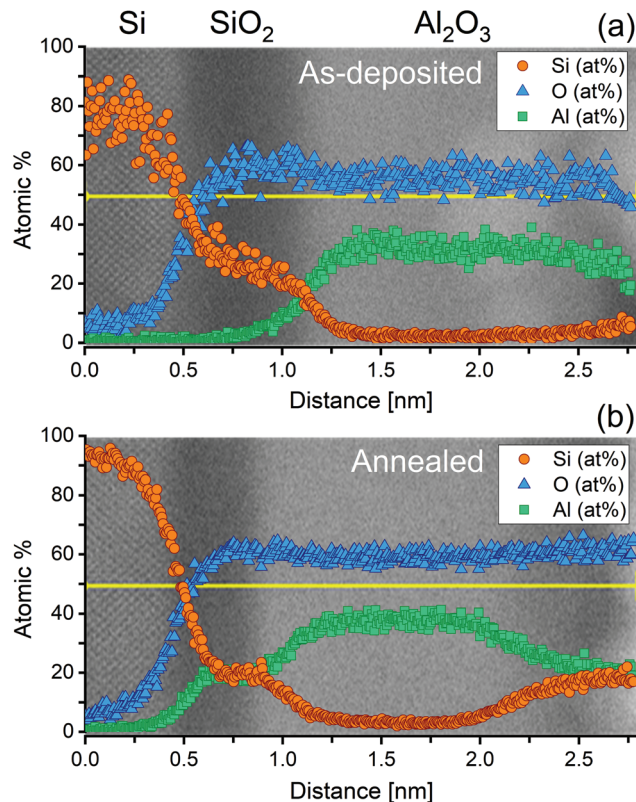 Si SiO₂ Al₂O₃ (a)
As-deposited
Si (at%)
O (at%)
Al (at%)
Atomic %
100
80
60
40
20
0
0.0 0.5 1.0 1.5 2.0 2.5
Distance [nm]
(b)
Annealed
Si (at%)
O (at%)
Al (at%)
Atomic %
100
80
60
40
20
0
0.0 0.5 1.0 1.5 2.0 2.5
Distance [nm]